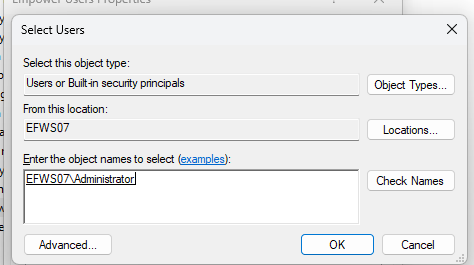 Empower Users Properties
Select Users
Select this object type:
Users or Built-in security principals
Object Types...
From this location:
EFWS07
Locations...
Enter the object names to select (examples):
EFWS07\Administrator
Check Names
Advanced...
OK
Cancel